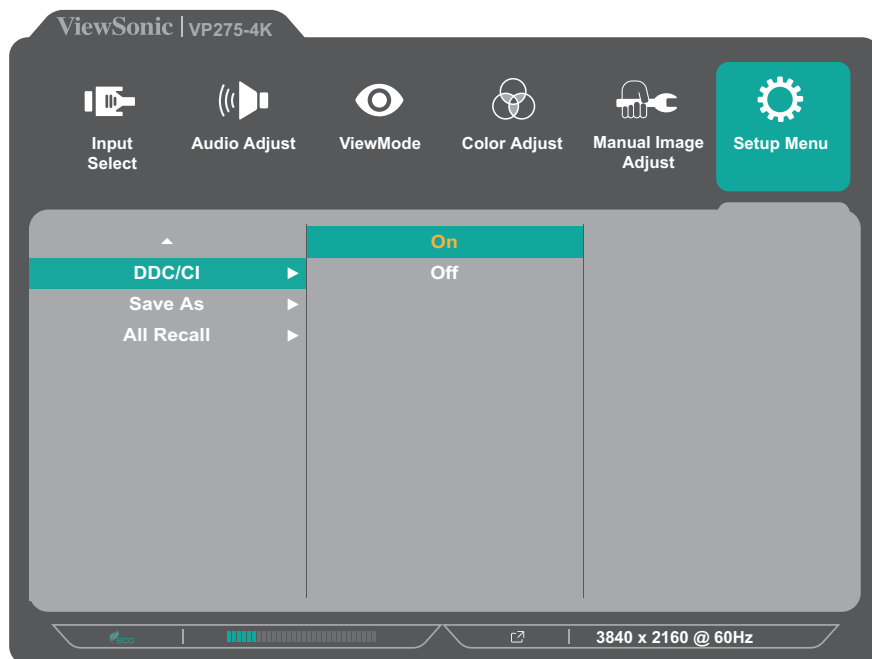 ViewSonic | VP275-4K
Input Select
Audio Adjust
ViewMode
Color Adjust
Manual Image Adjust
Setup Menu
On
DDC/CI
Off
Save As
All Recall
eco
3840 x 2160 @ 60Hz